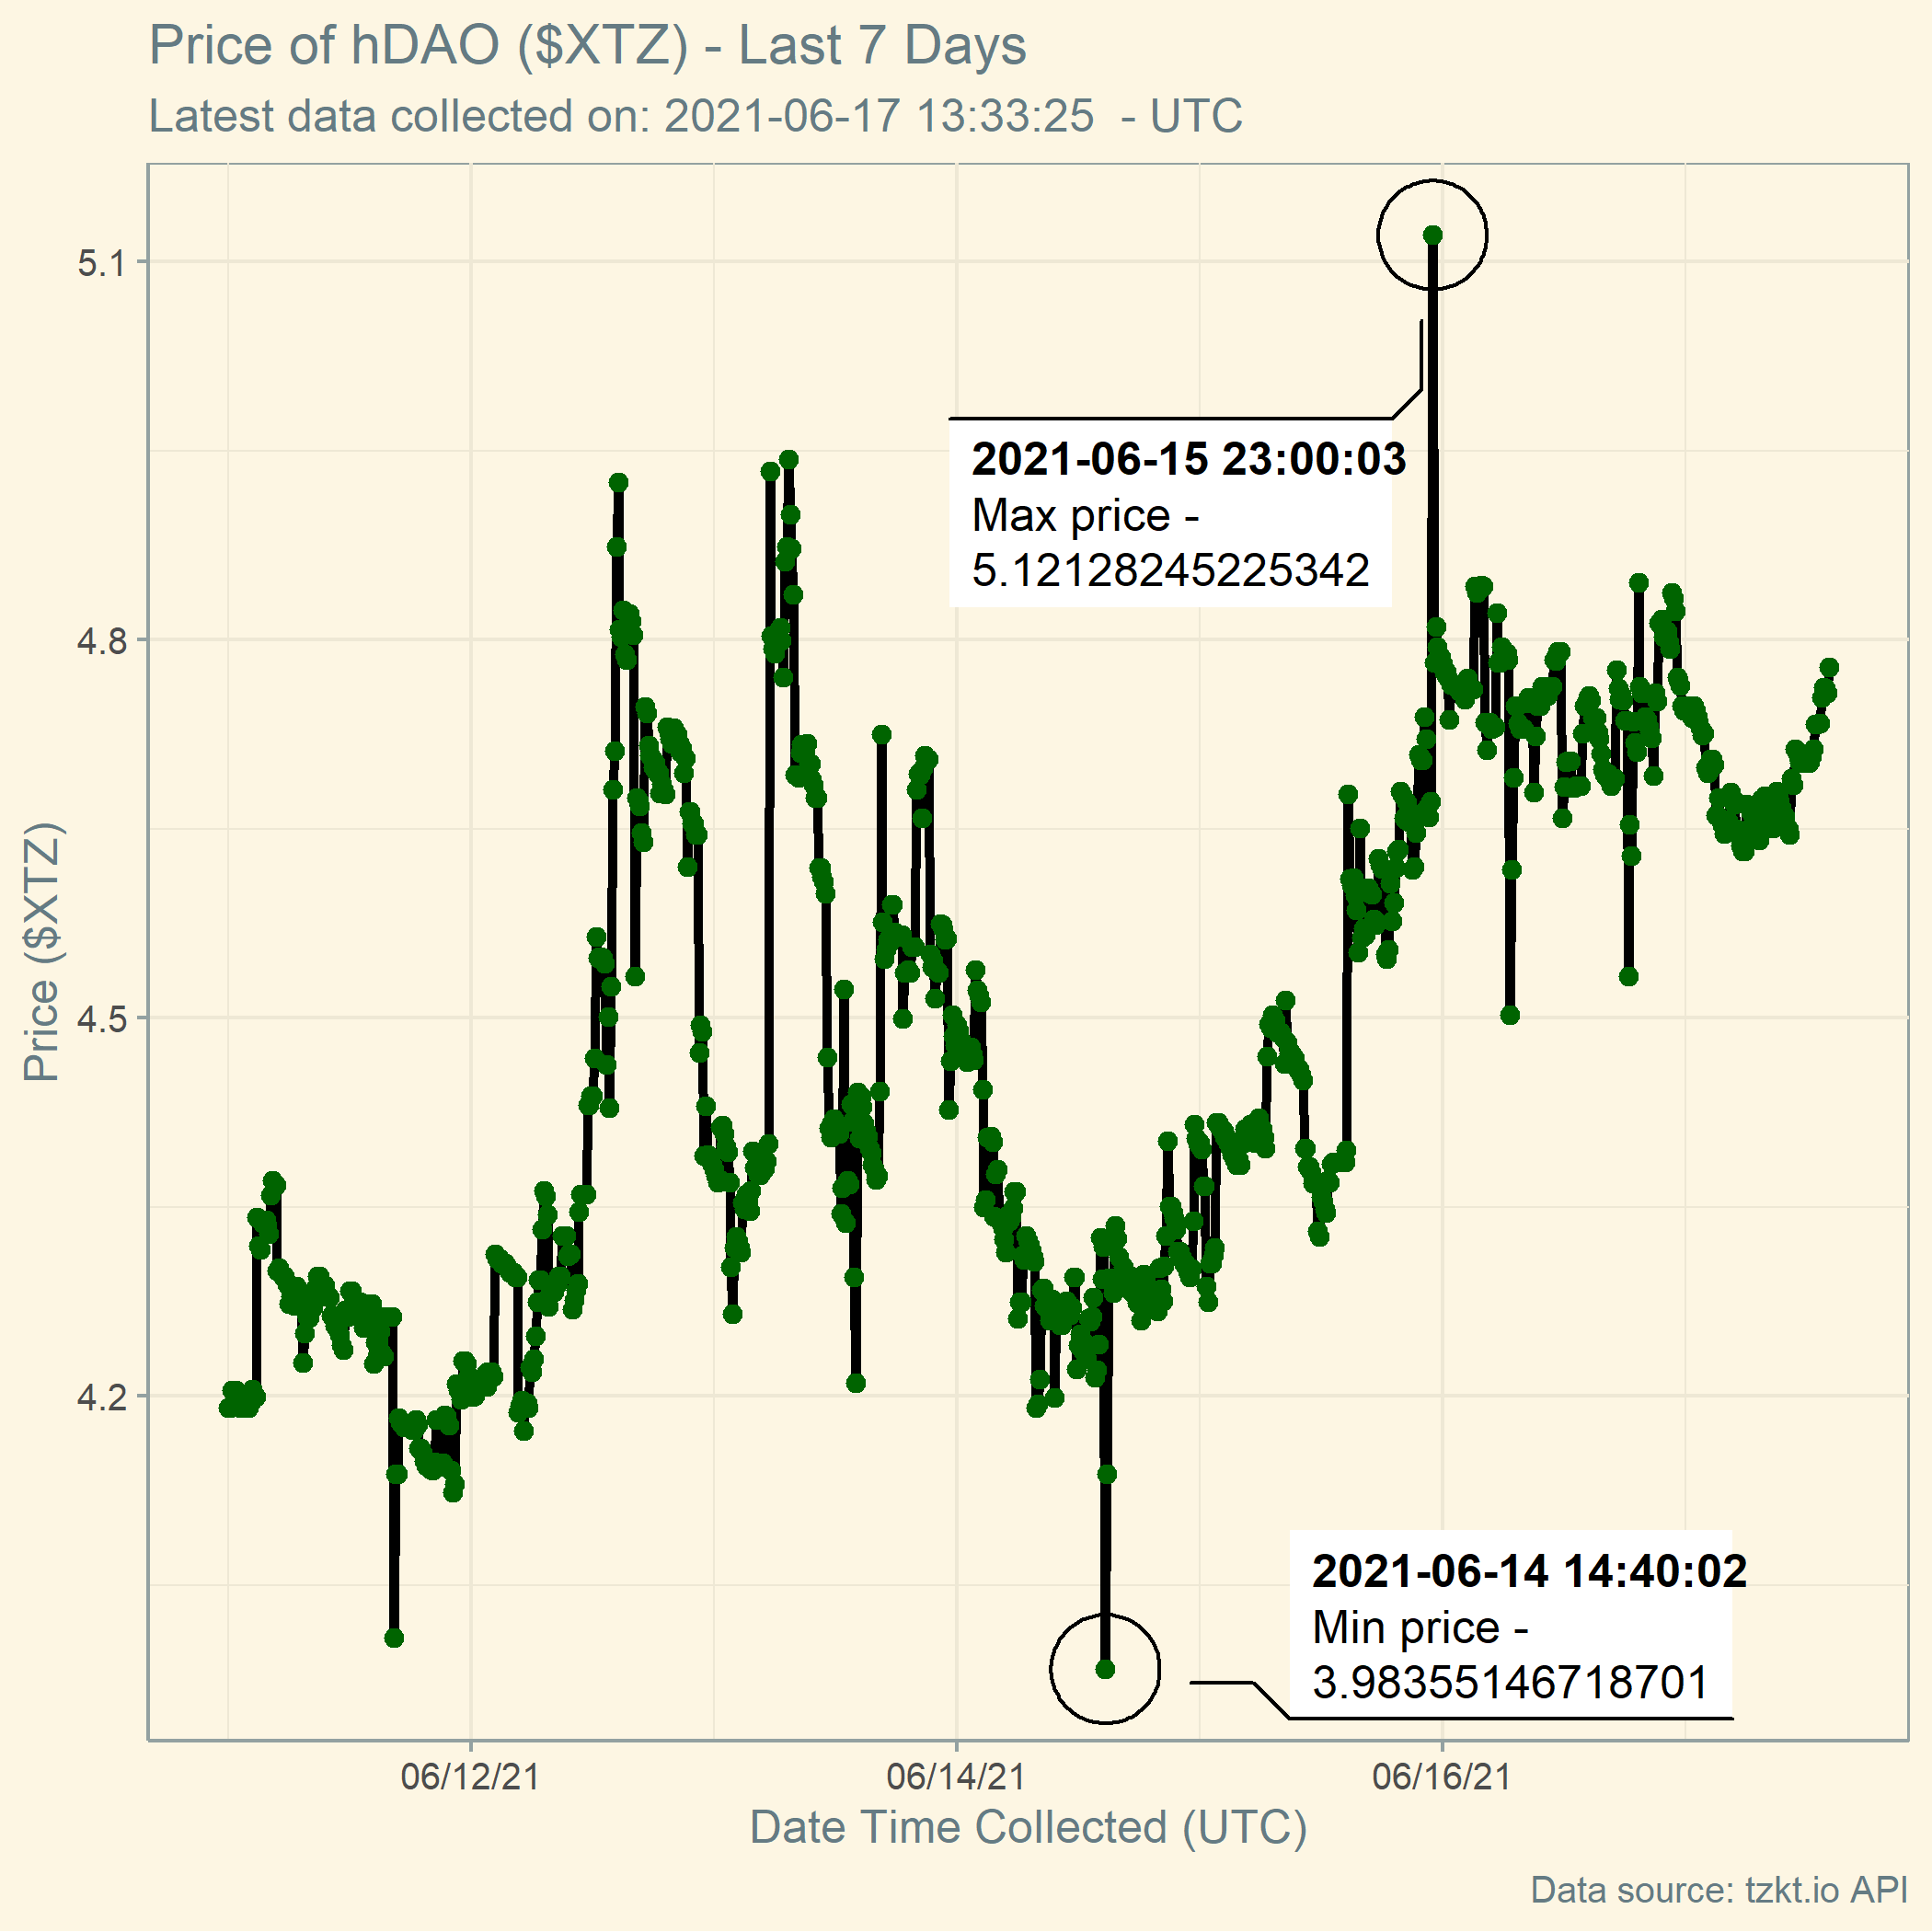 Price of hDAO ($XTZ) - Last 7 Days
Latest data collected on: 2021-06-17 13:33:25  - UTC
5.1
4.8
4.5
4.2
Price ($XTZ)
2021-06-15 23:00:03
Max price -
5.12128245225342
2021-06-14 14:40:02
Min price -
3.98355146718701
06/12/21
06/14/21
06/16/21
Date Time Collected (UTC)
Data source: tzkt.io API